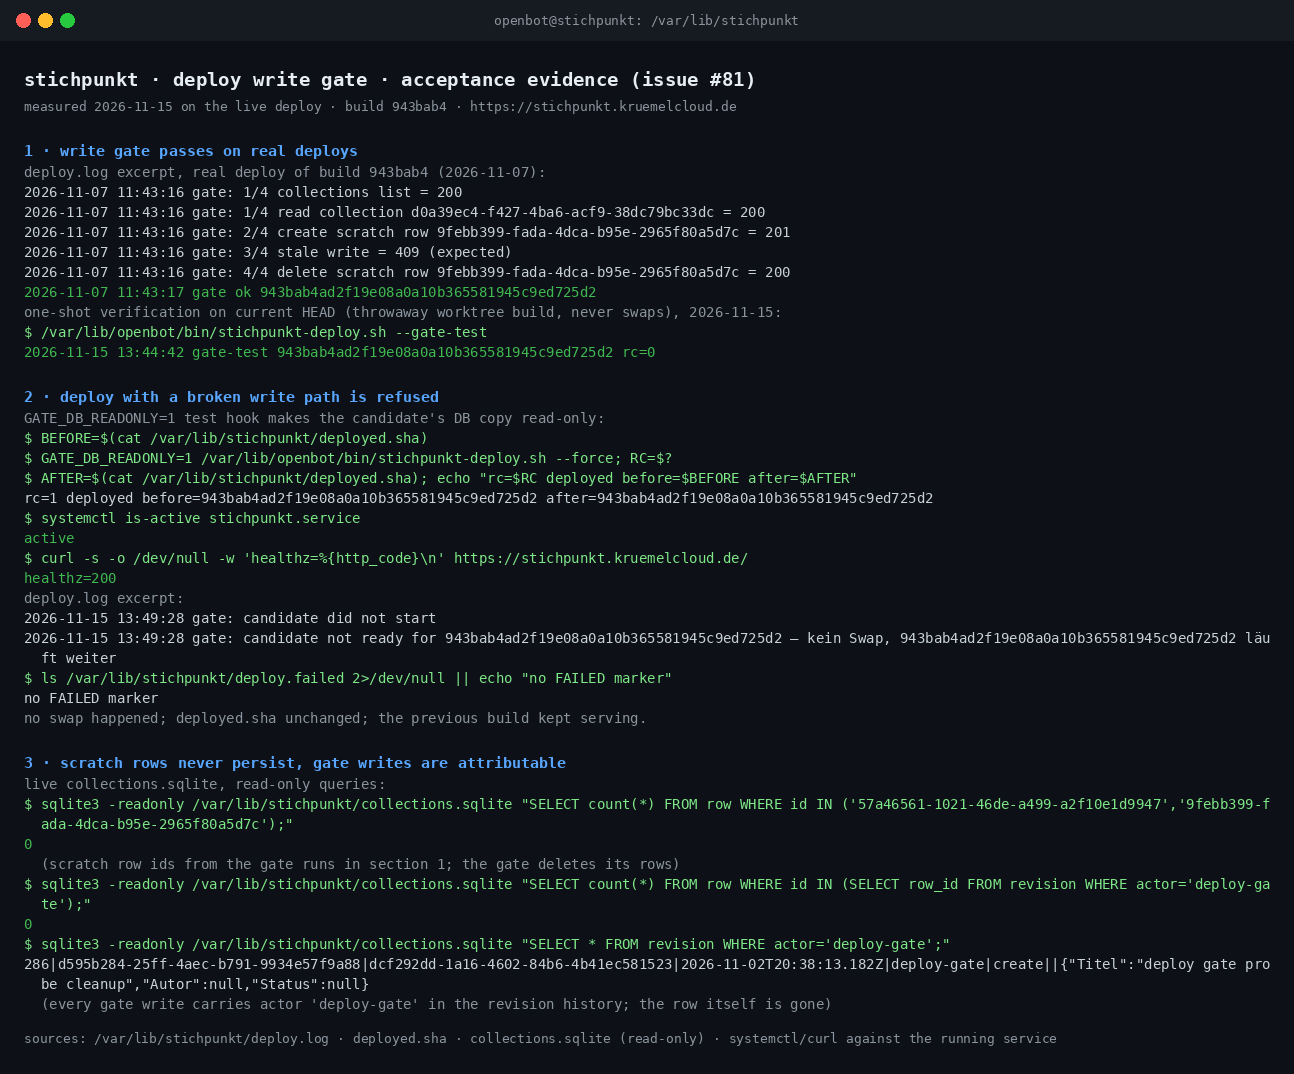 openbot@stichpunkt: /var/lib/stichpunkt
stichpunkt · deploy write gate · acceptance evidence (issue #81)
measured 2026-11-15 on the live deploy · build 943bab4 · https://stichpunkt.kruemelcloud.de
1 · write gate passes on real deploys
deploy.log excerpt, real deploy of build 943bab4 (2026-11-07):
2026-11-07 11:43:16 gate: 1/4 collections list = 200
2026-11-07 11:43:16 gate: 1/4 read collection d0a39ec4-f427-4ba6-acf9-38dc79bc33dc = 200
2026-11-07 11:43:16 gate: 2/4 create scratch row 9febb399-fada-4dca-b95e-2965f80a5d7c = 201
2026-11-07 11:43:16 gate: 3/4 stale write = 409 (expected)
2026-11-07 11:43:16 gate: 4/4 delete scratch row 9febb399-fada-4dca-b95e-2965f80a5d7c = 200
2026-11-07 11:43:17 gate ok 943bab4ad2f19e08a0a10b365581945c9ed725d2
one-shot verification on current HEAD (throwaway worktree build, never swaps), 2026-11-15:
$ /var/lib/openbot/bin/stichpunkt-deploy.sh --gate-test
2026-11-15 13:44:42 gate-test 943bab4ad2f19e08a0a10b365581945c9ed725d2 rc=0
2 · deploy with a broken write path is refused
GATE_DB_READONLY=1 test hook makes the candidate's DB copy read-only:
$ BEFORE=$(cat /var/lib/stichpunkt/deployed.sha)
$ GATE_DB_READONLY=1 /var/lib/openbot/bin/stichpunkt-deploy.sh --force; RC=$?
$ AFTER=$(cat /var/lib/stichpunkt/deployed.sha); echo "rc=$RC deployed before=$BEFORE after=$AFTER"
rc=1 deployed before=943bab4ad2f19e08a0a10b365581945c9ed725d2 after=943bab4ad2f19e08a0a10b365581945c9ed725d2
$ systemctl is-active stichpunkt.service
active
$ curl -s -o /dev/null -w 'healthz=%{http_code}\n' https://stichpunkt.kruemelcloud.de/
healthz=200
deploy.log excerpt:
2026-11-15 13:49:28 gate: candidate did not start
2026-11-15 13:49:28 gate: candidate not ready for 943bab4ad2f19e08a0a10b365581945c9ed725d2 — kein Swap, 943bab4ad2f19e08a0a10b365581945c9ed725d2 läu
ft weiter
$ ls /var/lib/stichpunkt/deploy.failed 2>/dev/null || echo "no FAILED marker"
no FAILED marker
no swap happened; deployed.sha unchanged; the previous build kept serving.
3 · scratch rows never persist, gate writes are attributable
live collections.sqlite, read-only queries:
$ sqlite3 -readonly /var/lib/stichpunkt/collections.sqlite "SELECT count(*) FROM row WHERE id IN ('57a46561-1021-46de-a499-a2f10e1d9947','9febb399-f
ada-4dca-b95e-2965f80a5d7c');"
0
(scratch row ids from the gate runs in section 1; the gate deletes its rows)
$ sqlite3 -readonly /var/lib/stichpunkt/collections.sqlite "SELECT count(*) FROM row WHERE id IN (SELECT row_id FROM revision WHERE actor='deploy-ga
te');"
0
$ sqlite3 -readonly /var/lib/stichpunkt/collections.sqlite "SELECT * FROM revision WHERE actor='deploy-gate';"
286|d595b284-25ff-4aec-b791-9934e57f9a88|dcf292dd-1a16-4602-84b6-4b41ec581523|2026-11-02T20:38:13.182Z|deploy-gate|create||{"Titel":"deploy gate pro
be cleanup","Autor":null,"Status":null}
(every gate write carries actor 'deploy-gate' in the revision history; the row itself is gone)
sources: /var/lib/stichpunkt/deploy.log · deployed.sha · collections.sqlite (read-only) · systemctl/curl against the running service